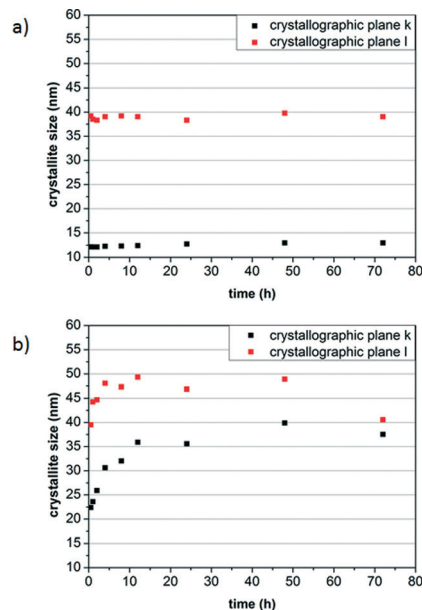 a)
60
55
50
45
40
35
30
25
20
15
10
crystallite size (nm)
crystallographic plane k
crystallographic plane l
0 10 20 30 40 50 60 70 80
time (h)
b)
60
55
50
45
40
35
30
25
20
15
10
crystallite size (nm)
crystallographic plane k
crystallographic plane l
0 10 20 30 40 50 60 70 80
time (h)